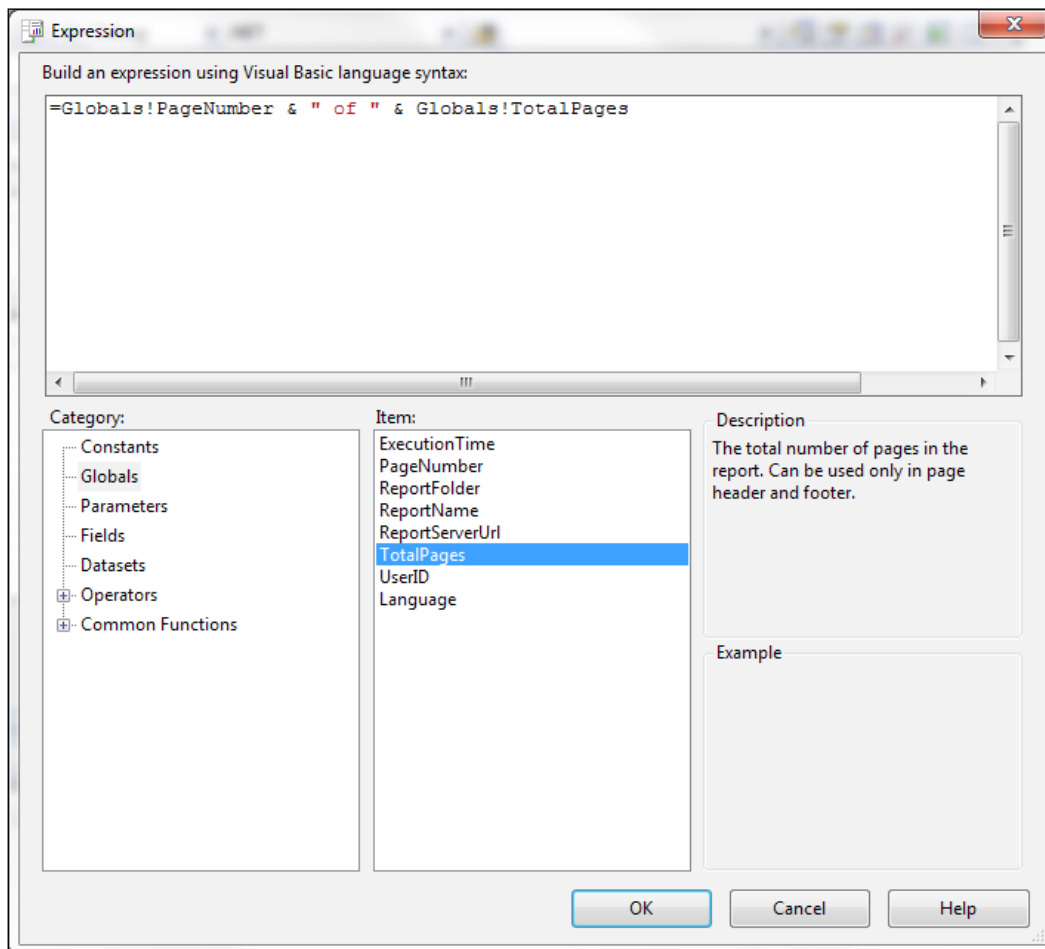 Expression
Build an expression using Visual Basic language syntax:
=Globals!PageNumber & " of " & Globals!TotalPages
Category:
Item:
Description
Constants
Globals
Parameters
Fields
Datasets
Operators
Common Functions
ExecutionTime
PageNumber
ReportFolder
ReportName
ReportServerUrl
TotalPages
UserID
Language
The total number of pages in the
report. Can be used only in page
header and footer.
Example
OK
Cancel
Help